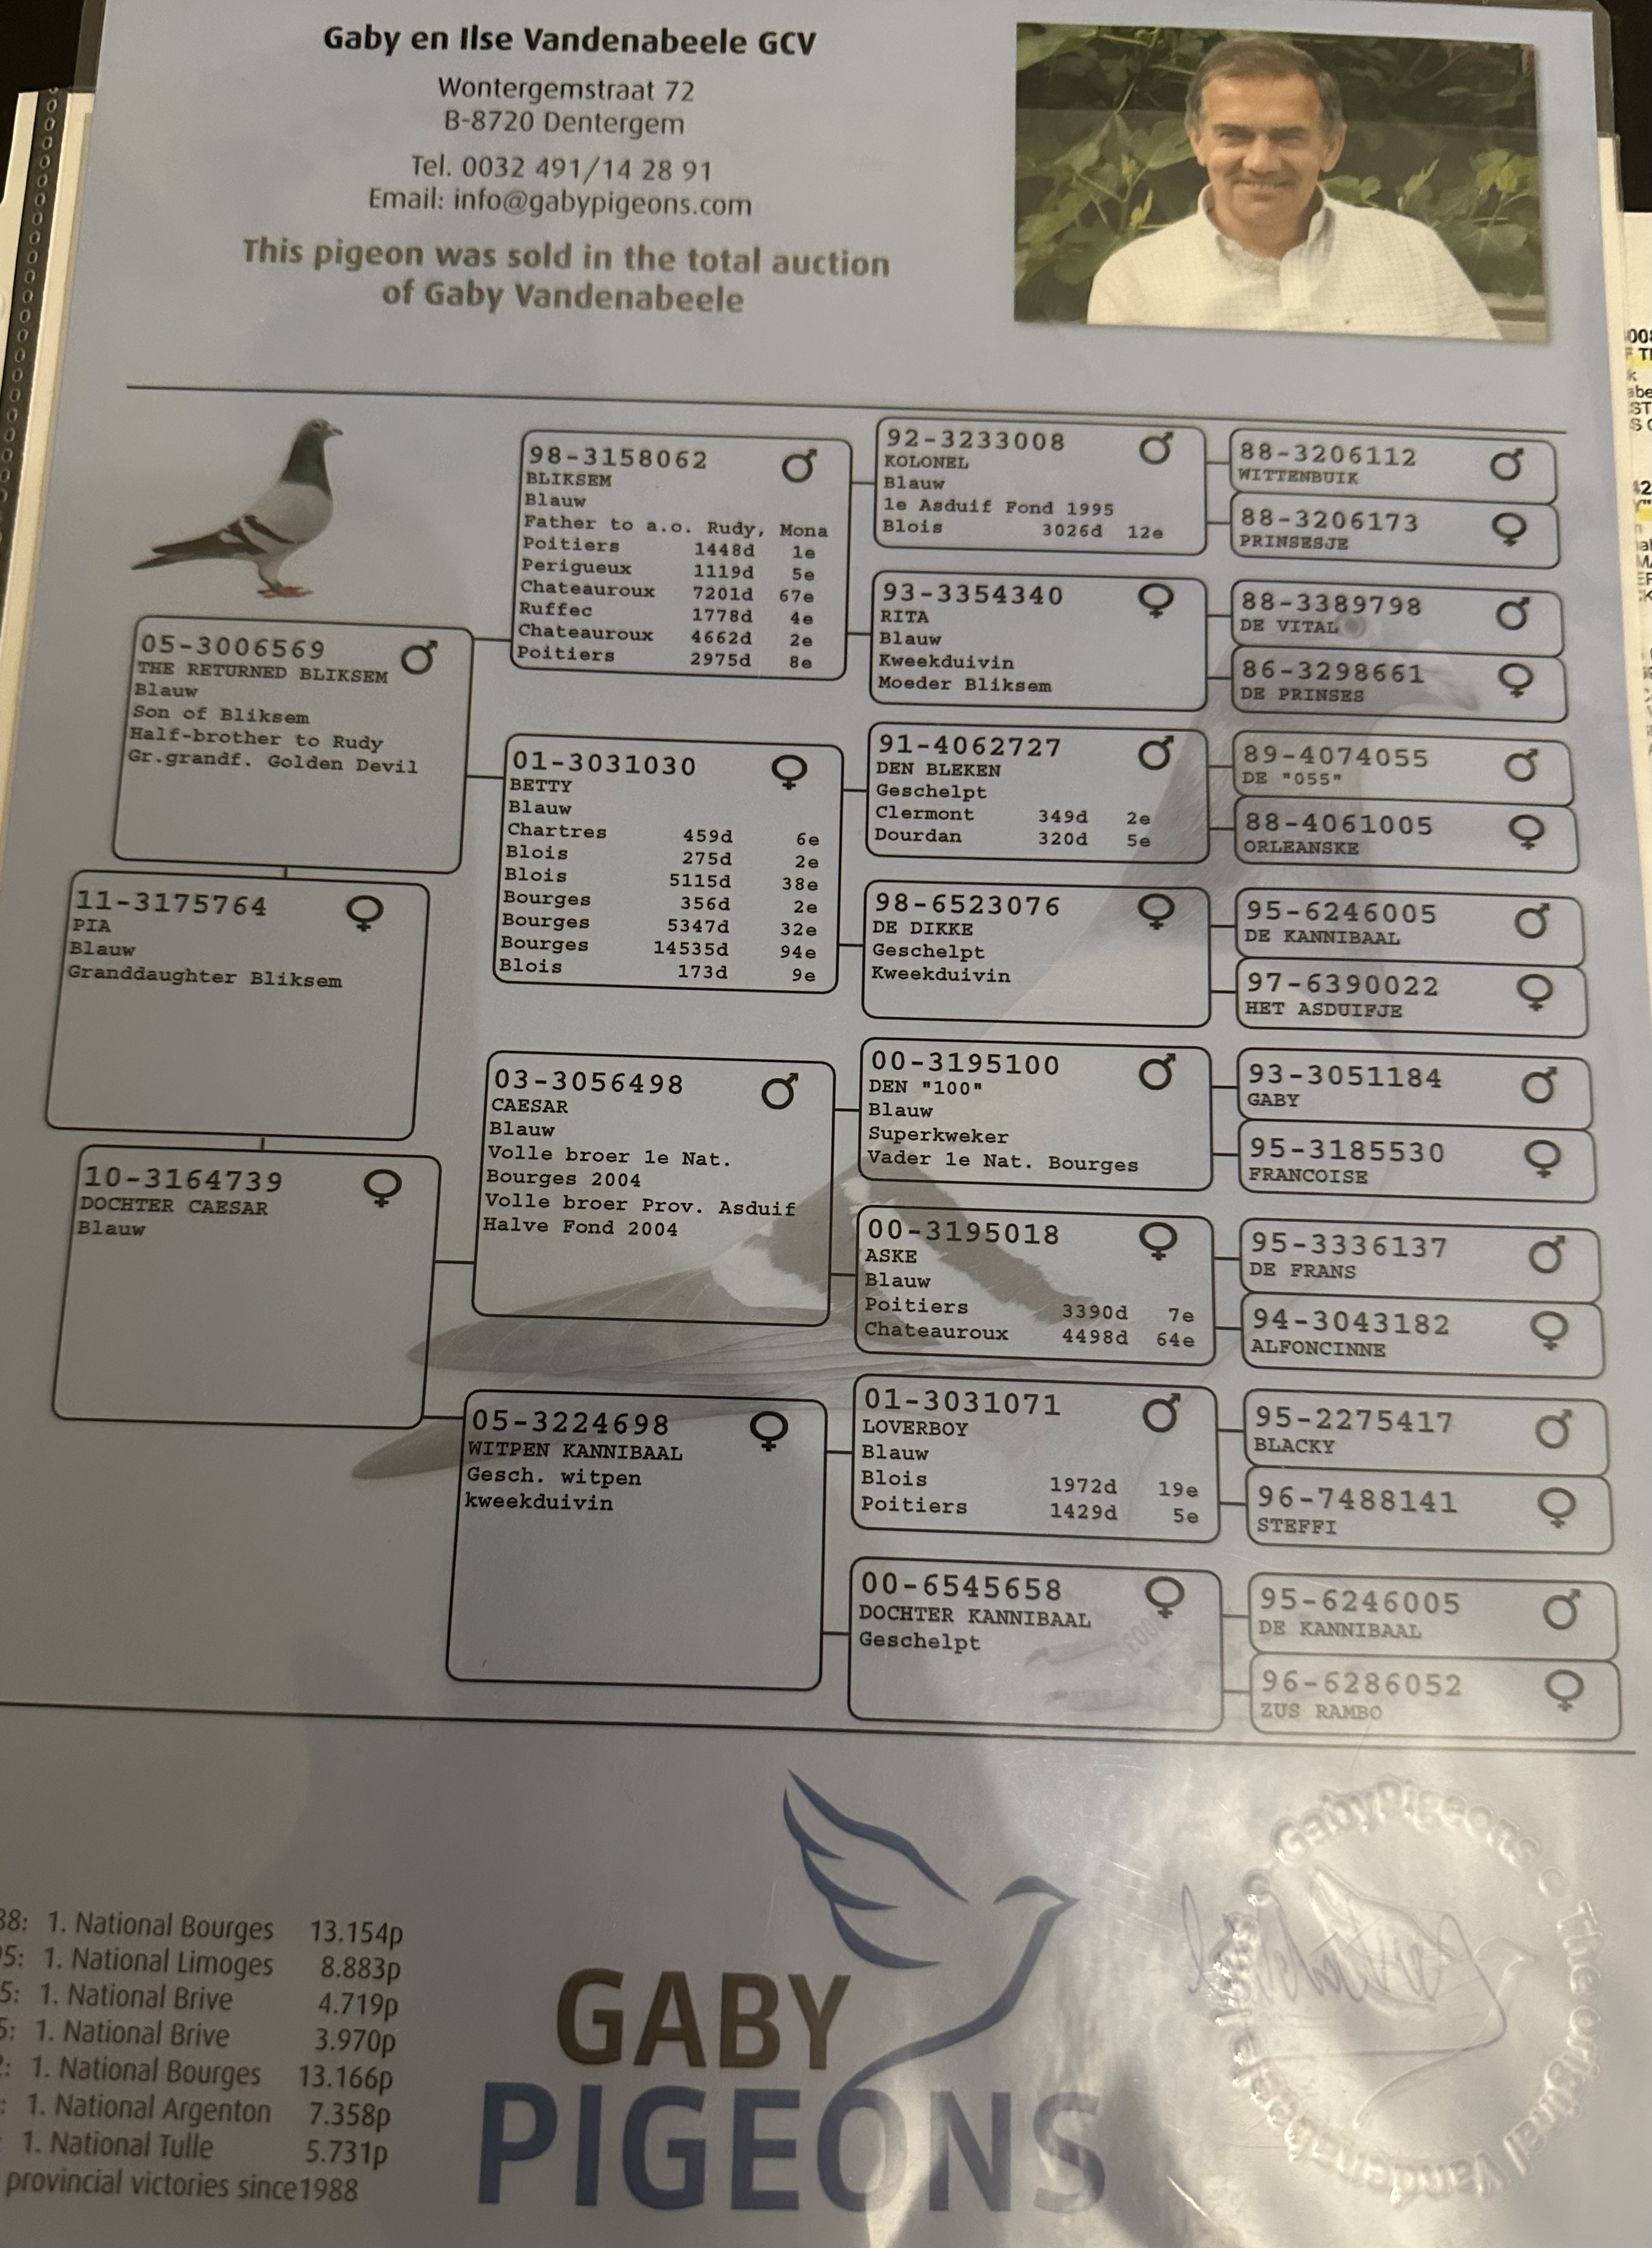 Gaby en Ilse Vandenabeele GCV
Wontergemstraat 72
B-8720 Dentergem
Tel. 0032 491/14 28 91
Email: info@gabypigeons.com
This pigeon was sold in the total auction
of Gaby Vandenabeele
11-3175764
PIA
Blauw
Granddaughter Bliksem
05-3006569
THE RETURNED BLIKSEM
Blauw
Son of Bliksem
Half-brother to Rudy
Gr.grandf. Golden Devil
10-3164739
DOCHTER CAESAR
Blauw
98-3158062
BLIKSEM
Blauw
Father to a.o. Rudy, Mona
Poitiers 1448d 1e
Perigueux 1119d 5e
Chateauroux 7201d 67e
Ruffec 1778d 4e
Chateauroux 4662d 2e
Poitiers 2975d 8e
01-3031030
BETTY
Blauw
Chartres 459d 6e
Blois 275d 2e
Blois 5115d 38e
Bourges 356d 2e
Bourges 5347d 32e
Bourges 14535d 94e
Blois 173d 9e
03-3056498
CAESAR
Blauw
Volle broer 1e Nat.
Bourges 2004
Volle broer Prov. Asduif
Halve Fond 2004
05-3224698
WITPEN KANNIBAAL
Gesch. witpen
kweekduivin
92-3233008
KOLONEL
Blauw
1e Asduif Fond 1995
Blois 3026d 12e
93-3354340
RITA
Blauw
Kweekduivin
Moeder Bliksem
91-4062727
DEN BLEKEN
Geschelpt
Clermont 349d 2e
Dourdan 320d 5e
98-6523076
DE DIKKE
Geschelpt
Kweekduivin
00-3195100
DEN "100"
Blauw
Superkweker
Vader 1e Nat. Bourges
00-3195018
ASKE
Blauw
Poitiers 3390d 7e
Chateauroux 4498d 64e
01-3031071
LOVERBOY
Blauw
Blois 1972d 19e
Poitiers 1429d 5e
00-6545658
DOCHTER KANNIBAAL
Geschelpt
88-3206112
WITTENBUIK
88-3206173
PRINSESJE
88-3389798
DE VITAL
86-3298661
DE PRINSES
89-4074055
DE "055"
88-4061005
ORLEANSKE
95-6246005
DE KANNIBAAL
97-6390022
HET ASDUIFJE
93-3051184
GABY
95-3185530
FRANCOISE
95-3336137
DE FRANS
94-3043182
ALFONCINNE
95-2275417
BLACKY
96-7488141
STEFFI
95-6246005
DE KANNIBAAL
96-6286052
ZUS RAMBO
88: 1. National Bourges 13.154p
5: 1. National Limoges 8.883p
5: 1. National Brive 4.719p
5: 1. National Brive 3.970p
2: 1. National Bourges 13.166p
: 1. National Argenton 7.358p
1. National Tulle 5.731p
provincial victories since1988
GABY
PIGEONS
GabyPigeons The original Vandenabeele